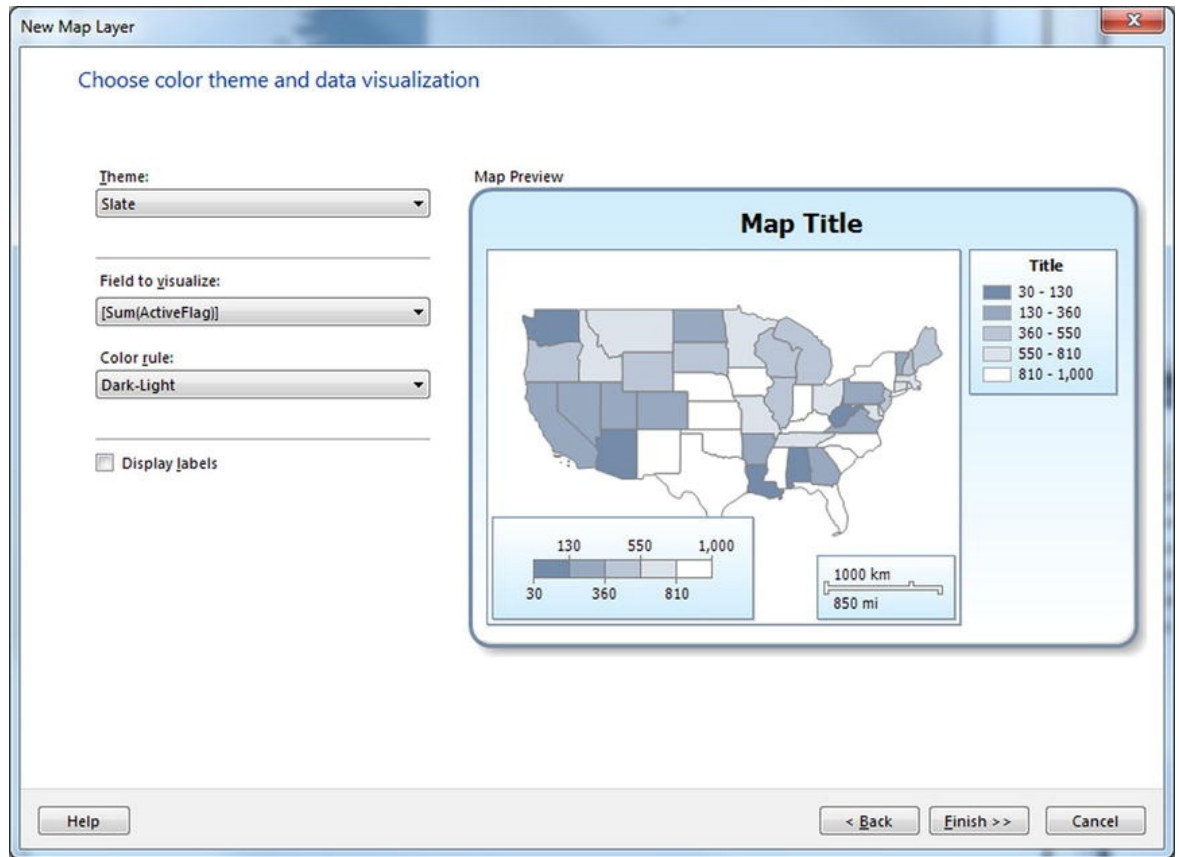 New Map Layer
Choose color theme and data visualization
Theme:
Slate
Field to visualize:
[Sum(ActiveFlag)]
Color rule:
Dark-Light
Display labels
Map Preview
Map Title
Title
30 - 130
130 - 360
360 - 550
550 - 810
810 - 1,000
130 550 1,000
30 360 810
1000 km
850 mi
Help
< Back
Finish >>
Cancel